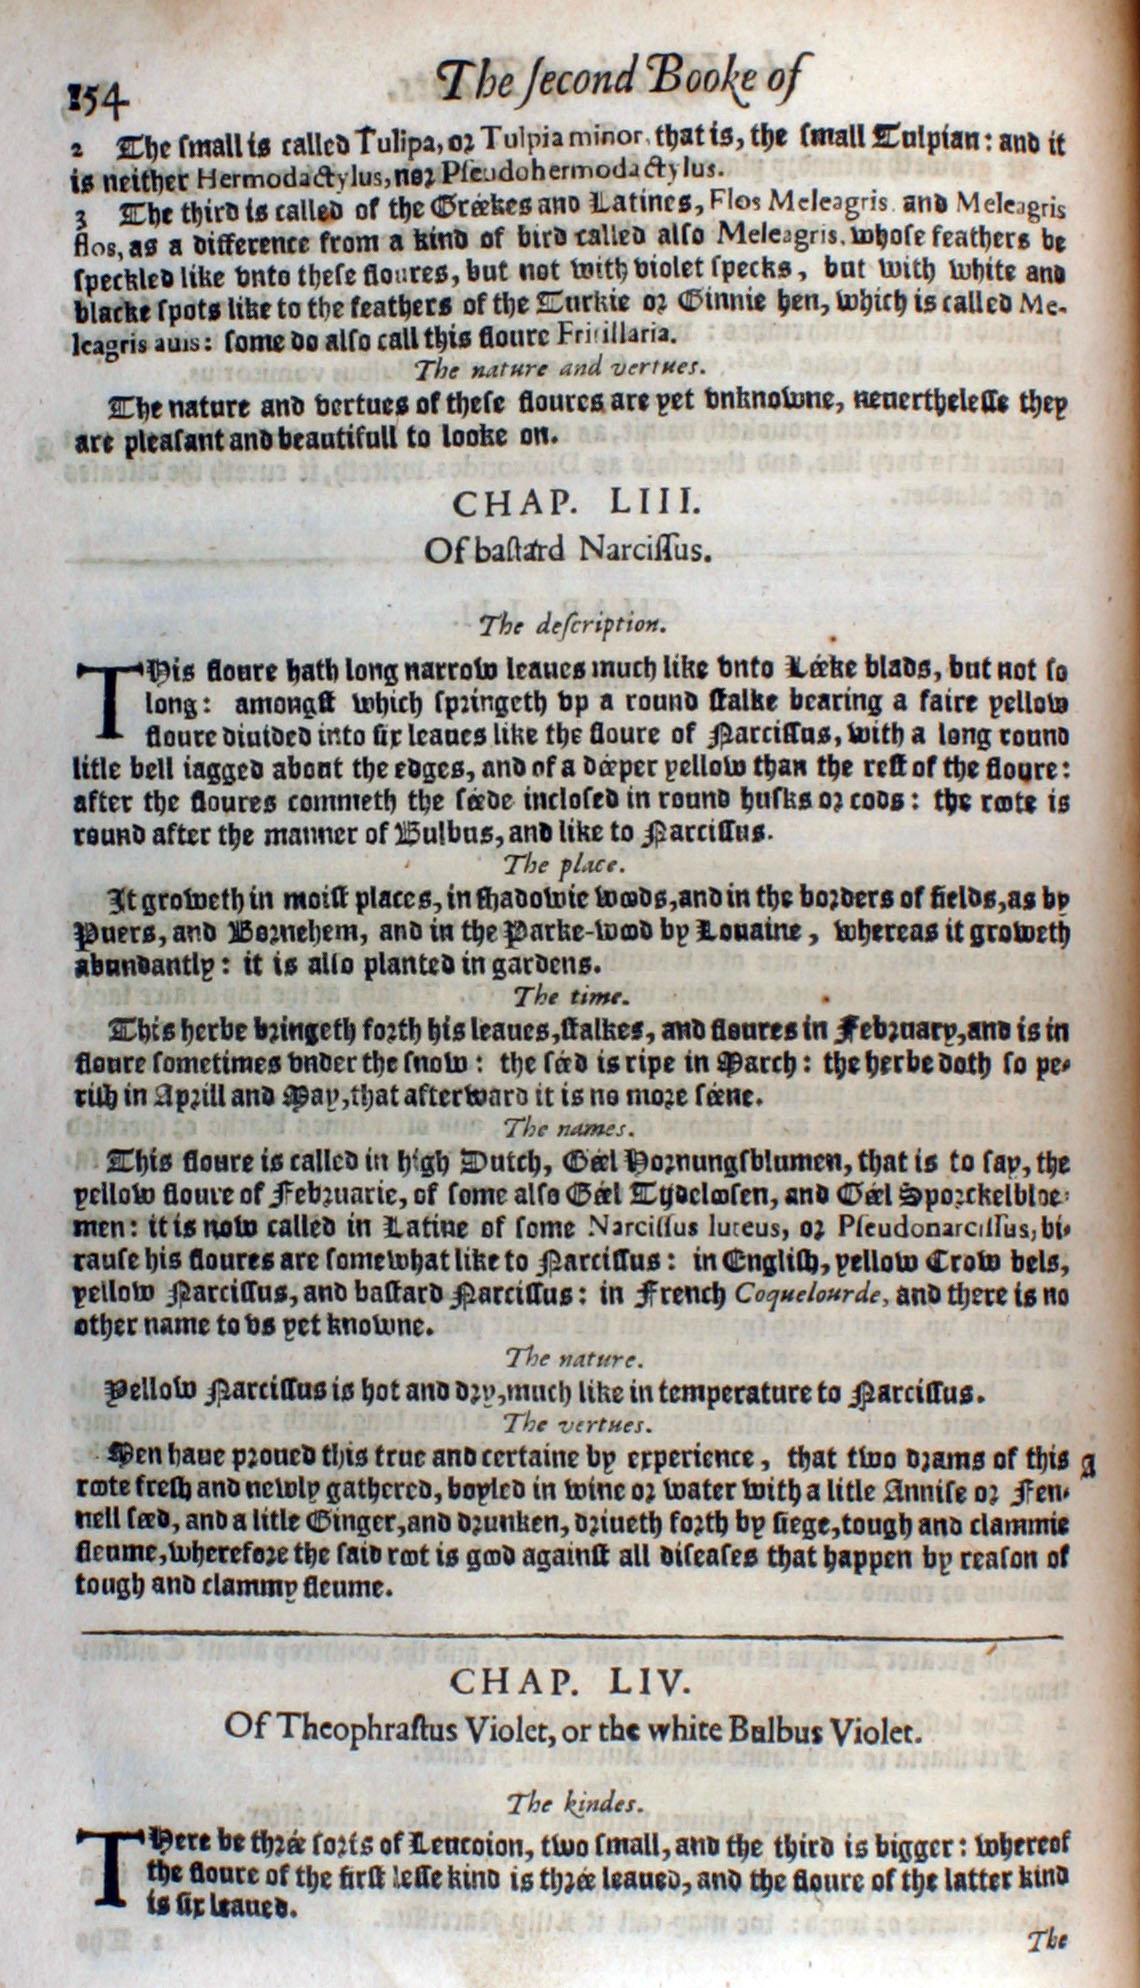 154
The ſecond Booke of
2 The ſmall is called Tulipa, or Tulpia minor, that is, the ſmall Tulpian: and it
is neither Hermodactylus, nor Pſeudohermodactylus.
3 The third is called of the Greekes and Latines, Flos Meleagris. and Meleagris
flos, as a difference from a kind of bird called alſo Meleagris, whoſe feathers be
ſpeckled like vnto theſe floures, but not with violet ſpecks, but with white and
blacke ſpots like to the feathers of the Turkie or Ginnie hen, which is called Me-
leagris auis: ſome do alſo call this floure Fritillaria.
The nature and vertues.
The nature and vertues of theſe floures are yet vnknowne, neuertheleſſe they
are pleaſant and beautifull to looke on.
CHAP. LIII.
Of baſtard Narciſſus.
The deſcription.
THis floure hath long narrow leaues much like vnto Leeke blads, but not ſo
long: amongſt which ſpringeth vp a round ſtalke bearing a faire yellow
floure diuided into ſix leaues like the floure of Narciſſus, with a long round
litle bell iagged about the edges, and of a deeper yellow than the reſt of the floure:
after the floures commeth the ſeede incloſed in round huſks or cods: the roote is
round after the manner of Bulbus, and like to Narciſſus.
The place.
It groweth in moiſt places, in ſhadowie woods, and in the borders of fields, as by
Puers, and Bornehem, and in the Parke-wood by Louaine, whereas it groweth
abundantly: it is alſo planted in gardens.
The time.
This herbe bringeth forth his leaues, ſtalkes, and floures in February, and is in
floure ſometimes vnder the ſnow: the ſeed is ripe in March: the herbe doth ſo pe-
riſh in Aprill and May, that afterward it is no more ſeene.
The names.
This floure is called in high Dutch, Geel Hornungſblumen, that is to ſay, the
yellow floure of Februarie, of ſome alſo Geel Tydelooſen, and Geel Sporckelbloe-
men: it is now called in Latine of ſome Narciſſus luteus, or Pſeudonarciſſus, bi-
cauſe his floures are ſomewhat like to Narciſſus: in Engliſh, yellow Crow bels,
yellow Narciſſus, and baſtard Narciſſus: in French Coquelourde, and there is no
other name to vs yet knowne.
The nature.
Yellow Narciſſus is hot and dry, much like in temperature to Narciſſus.
The vertues.
Men haue proued this true and certaine by experience, that two drams of this
roote freſh and newly gathered, boyled in wine or water with a litle Anniſe or Fen-
nell ſeed, and a litle Ginger, and drunken, driueth forth by ſiege, tough and clammie
fleume, wherefore the ſaid root is good againſt all diſeaſes that happen by reaſon of
tough and clammy fleume.
CHAP. LIV.
Of Theophraſtus Violet, or the white Bulbus Violet.
The kindes.
THere be three ſorts of Leucoion, two ſmall, and the third is bigger: whereof
the floure of the firſt leſſe kind is three leaued, and the floure of the latter kind
is ſix leaued.
The